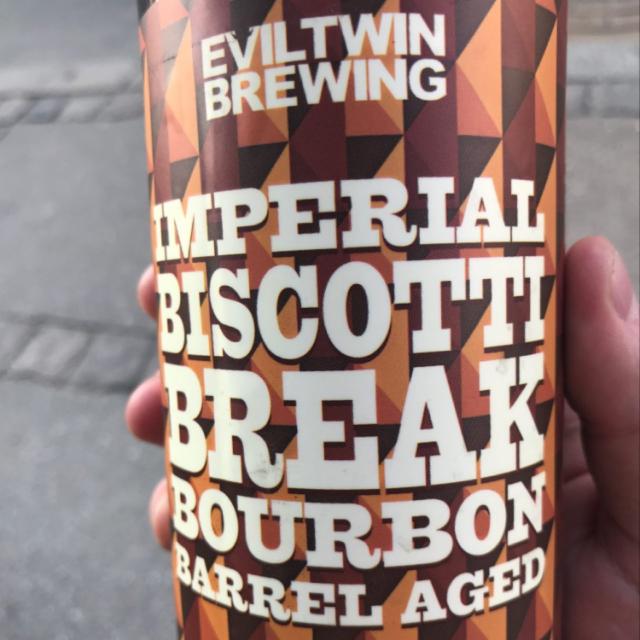 EVILTWIN
BREWING
IMPERIAL
BISCOTTI
BREAK
BOURBON
BARREL AGED